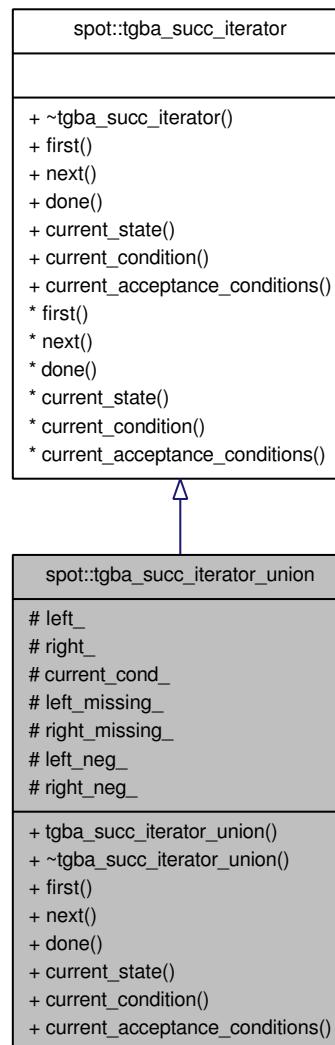 spot::tgba_succ_iterator
+ ~tgba_succ_iterator()
+ first()
+ next()
+ done()
+ current_state()
+ current_condition()
+ current_acceptance_conditions()
* first()
* next()
* done()
* current_state()
* current_condition()
* current_acceptance_conditions()
spot::tgba_succ_iterator_union
# left_
# right_
# current_cond_
# left_missing_
# right_missing_
# left_neg_
# right_neg_
+ tgba_succ_iterator_union()
+ ~tgba_succ_iterator_union()
+ first()
+ next()
+ done()
+ current_state()
+ current_condition()
+ current_acceptance_conditions()